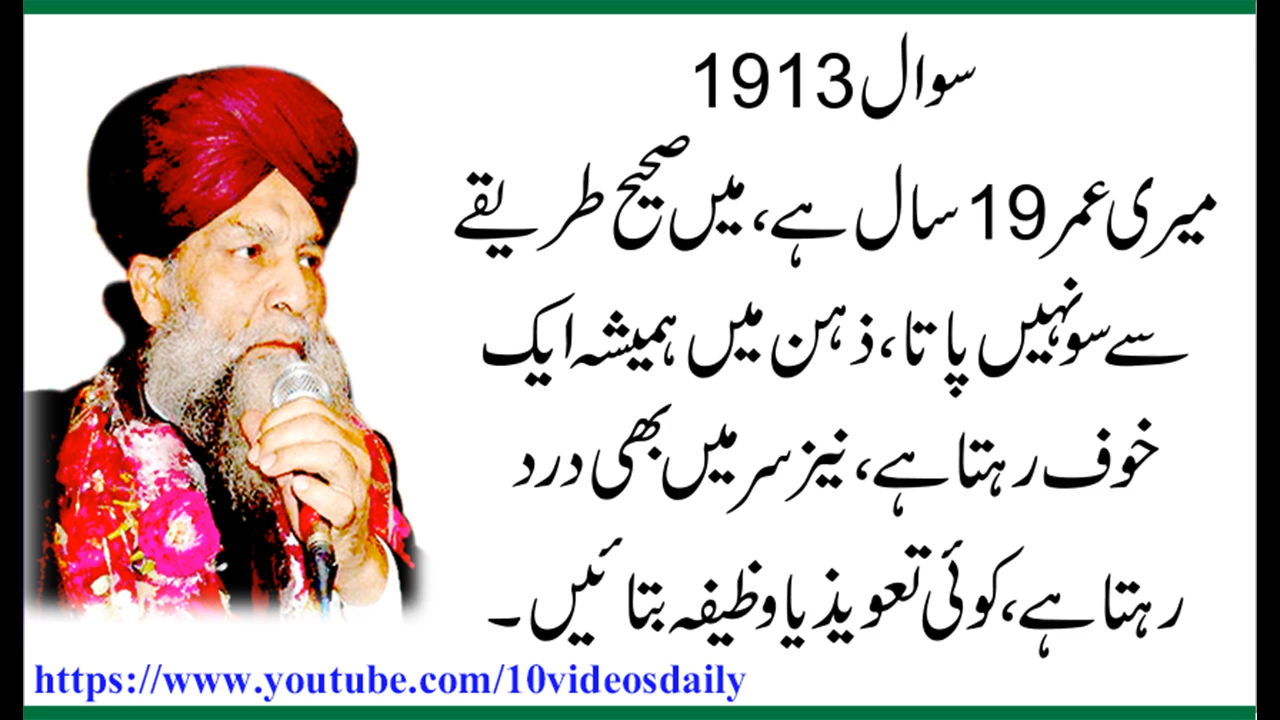 سوال 1913
میری عمر 19 سال ہے، میں صحیح طریقے
سے سو نہیں پاتا، ذہن میں ہمیشہ ایک
خوف رہتا ہے، نیز سر میں بھی درد
رہتا ہے، کوئی تعویذ یا وظیفہ بتائیں۔
https://www.youtube.com/10videosdaily